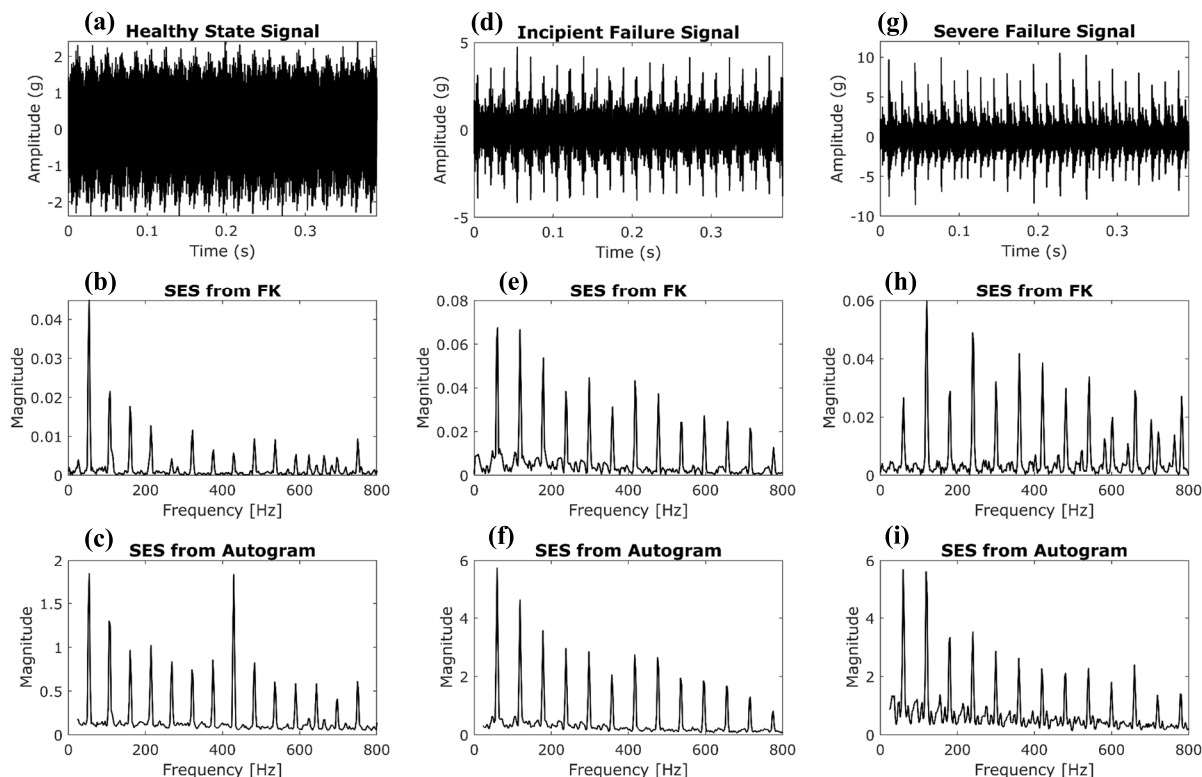 (a)
Healthy State Signal
Amplitude (g)
2
1
0
-1
-2
0 0.1 0.2 0.3
Time (s)
(d)
Incipient Failure Signal
Amplitude (g)
5
0
-5
0 0.1 0.2 0.3
Time (s)
(g)
Severe Failure Signal
Amplitude (g)
10
5
0
-5
-10
0 0.1 0.2 0.3
Time (s)
(b)
SES from FK
Magnitude
0.04
0.03
0.02
0.01
0
0 200 400 600 800
Frequency [Hz]
(e)
SES from FK
Magnitude
0.08
0.06
0.04
0.02
0
0 200 400 600 800
Frequency [Hz]
(h)
SES from FK
Magnitude
0.06
0.04
0.02
0
0 200 400 600 800
Frequency [Hz]
(c)
SES from Autogram
Magnitude
2
1.5
1
0.5
0
0 200 400 600 800
Frequency [Hz]
(f)
SES from Autogram
Magnitude
6
4
2
0
0 200 400 600 800
Frequency [Hz]
(i)
SES from Autogram
Magnitude
6
4
2
0
0 200 400 600 800
Frequency [Hz]